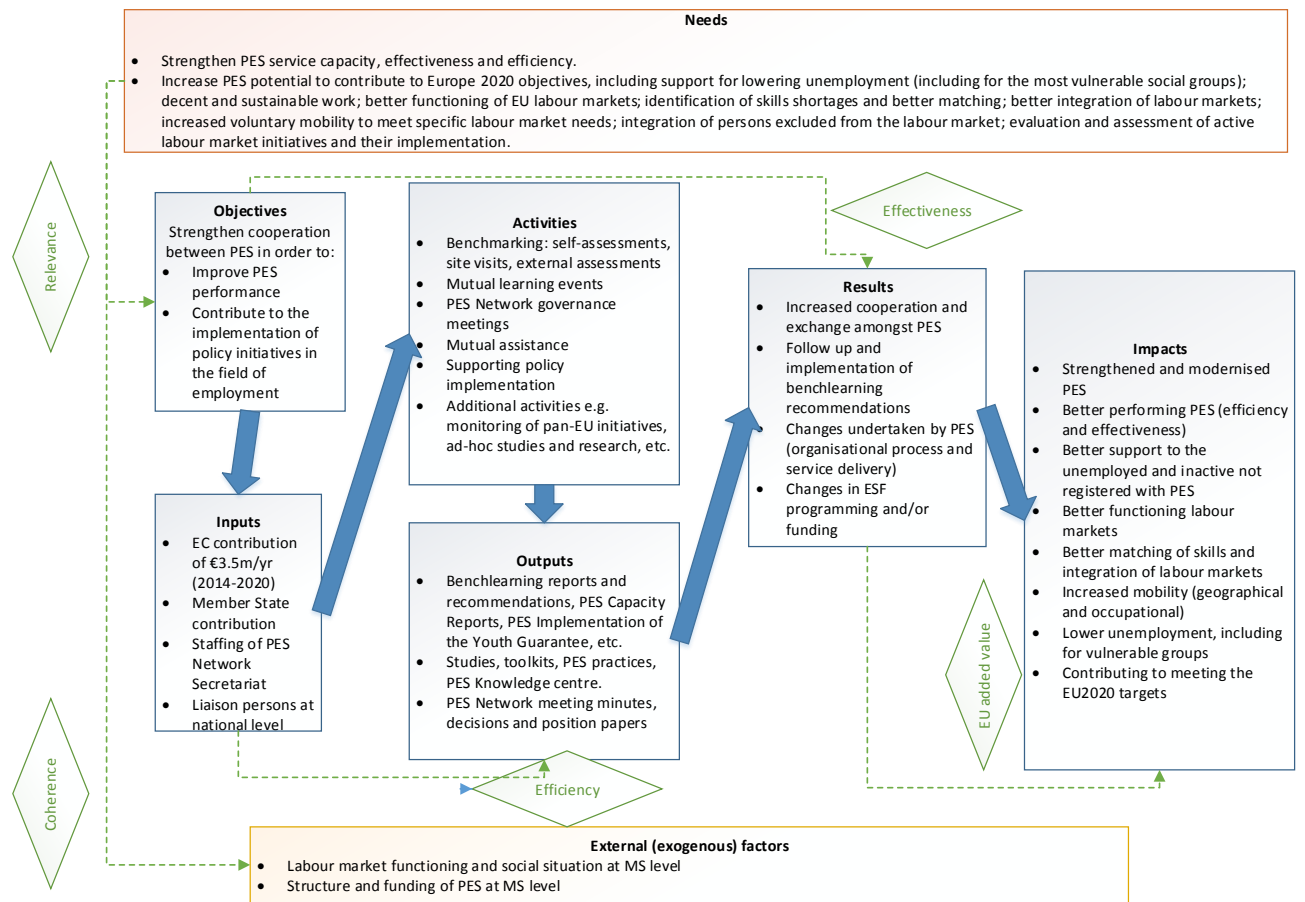 Needs
• Strengthen PES service capacity, effectiveness and efficiency.
• Increase PES potential to contribute to Europe 2020 objectives, including support for lowering unemployment (including for the most vulnerable social groups);
decent and sustainable work; better functioning of EU labour markets; identification of skills shortages and better matching; better integration of labour markets;
increased voluntary mobility to meet specific labour market needs; integration of persons excluded from the labour market; evaluation and assessment of active
labour market initiatives and their implementation.
Relevance
Objectives
Strengthen cooperation
between PES in order to:
• Improve PES
performance
• Contribute to the
implementation of
policy initiatives in
the field of
employment
Inputs
• EC contribution
of €3.5m/yr
(2014-2020)
• Member State
contribution
• Staffing of PES
Network
Secretariat
• Liaison persons at
national level
Activities
• Benchmarking: self-assessments,
site visits, external assessments
• Mutual learning events
• PES Network governance
meetings
• Mutual assistance
• Supporting policy
implementation
• Additional activities e.g.
monitoring of pan-EU initiatives,
ad-hoc studies and research, etc.
Outputs
• Benchlearning reports and
recommendations, PES Capacity
Reports, PES Implementation of
the Youth Guarantee, etc.
• Studies, toolkits, PES practices,
PES Knowledge centre.
• PES Network meeting minutes,
decisions and position papers
Effectiveness
Results
• Increased cooperation and
exchange amongst PES
• Follow up and
implementation of
benchlearning
recommendations
• Changes undertaken by PES
(organisational process and
service delivery)
• Changes in ESF
programming and/or
funding
Impacts
• Strengthened and modernised
PES
• Better performing PES (efficiency
and effectiveness)
• Better support to the
unemployed and inactive not
registered with PES
• Better functioning labour
markets
• Better matching of skills and
integration of labour markets
• Increased mobility (geographical
and occupational)
• Lower unemployment, including
for vulnerable groups
• Contributing to meeting the
EU2020 targets
EU added value
Coherence
Efficiency
External (exogenous) factors
• Labour market functioning and social situation at MS level
• Structure and funding of PES at MS level